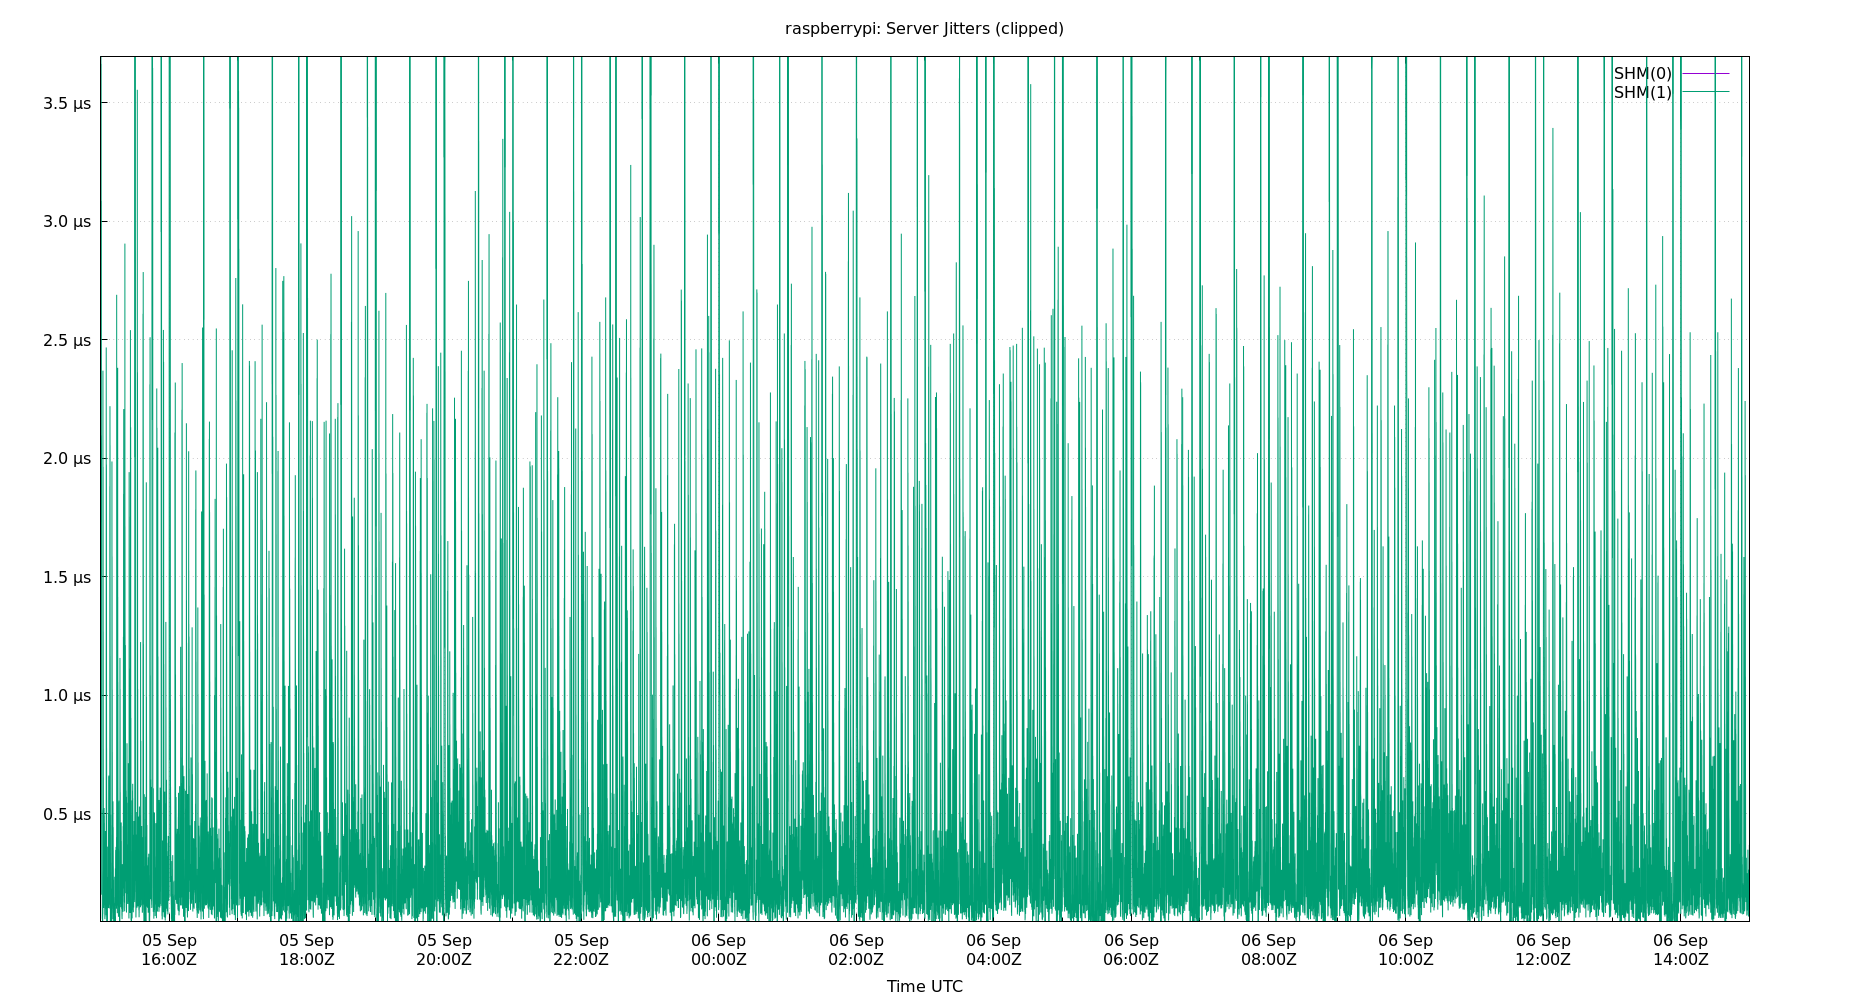 raspberrypi: Server Jitters (clipped)
SHM(0)
SHM(1)
3.5 µs
3.0 µs
2.5 µs
2.0 µs
1.5 µs
1.0 µs
0.5 µs
05 Sep 05 Sep 05 Sep 05 Sep 06 Sep 06 Sep 06 Sep 06 Sep 06 Sep 06 Sep 06 Sep 06 Sep
16:00Z 18:00Z 20:00Z 22:00Z 00:00Z 02:00Z 04:00Z 06:00Z 08:00Z 10:00Z 12:00Z 14:00Z
Time UTC